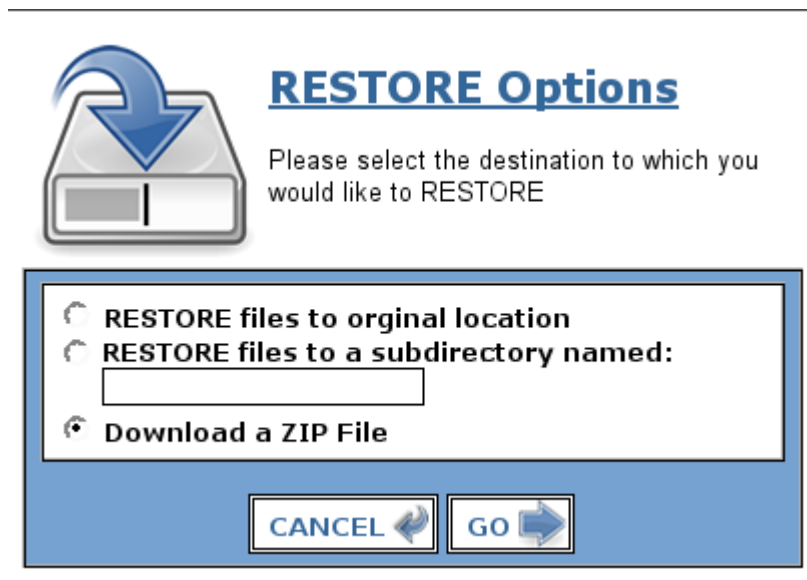 RESTORE Options
Please select the destination to which you
would like to RESTORE
RESTORE files to orginal location
RESTORE files to a subdirectory named:
Download a ZIP File
CANCEL
GO